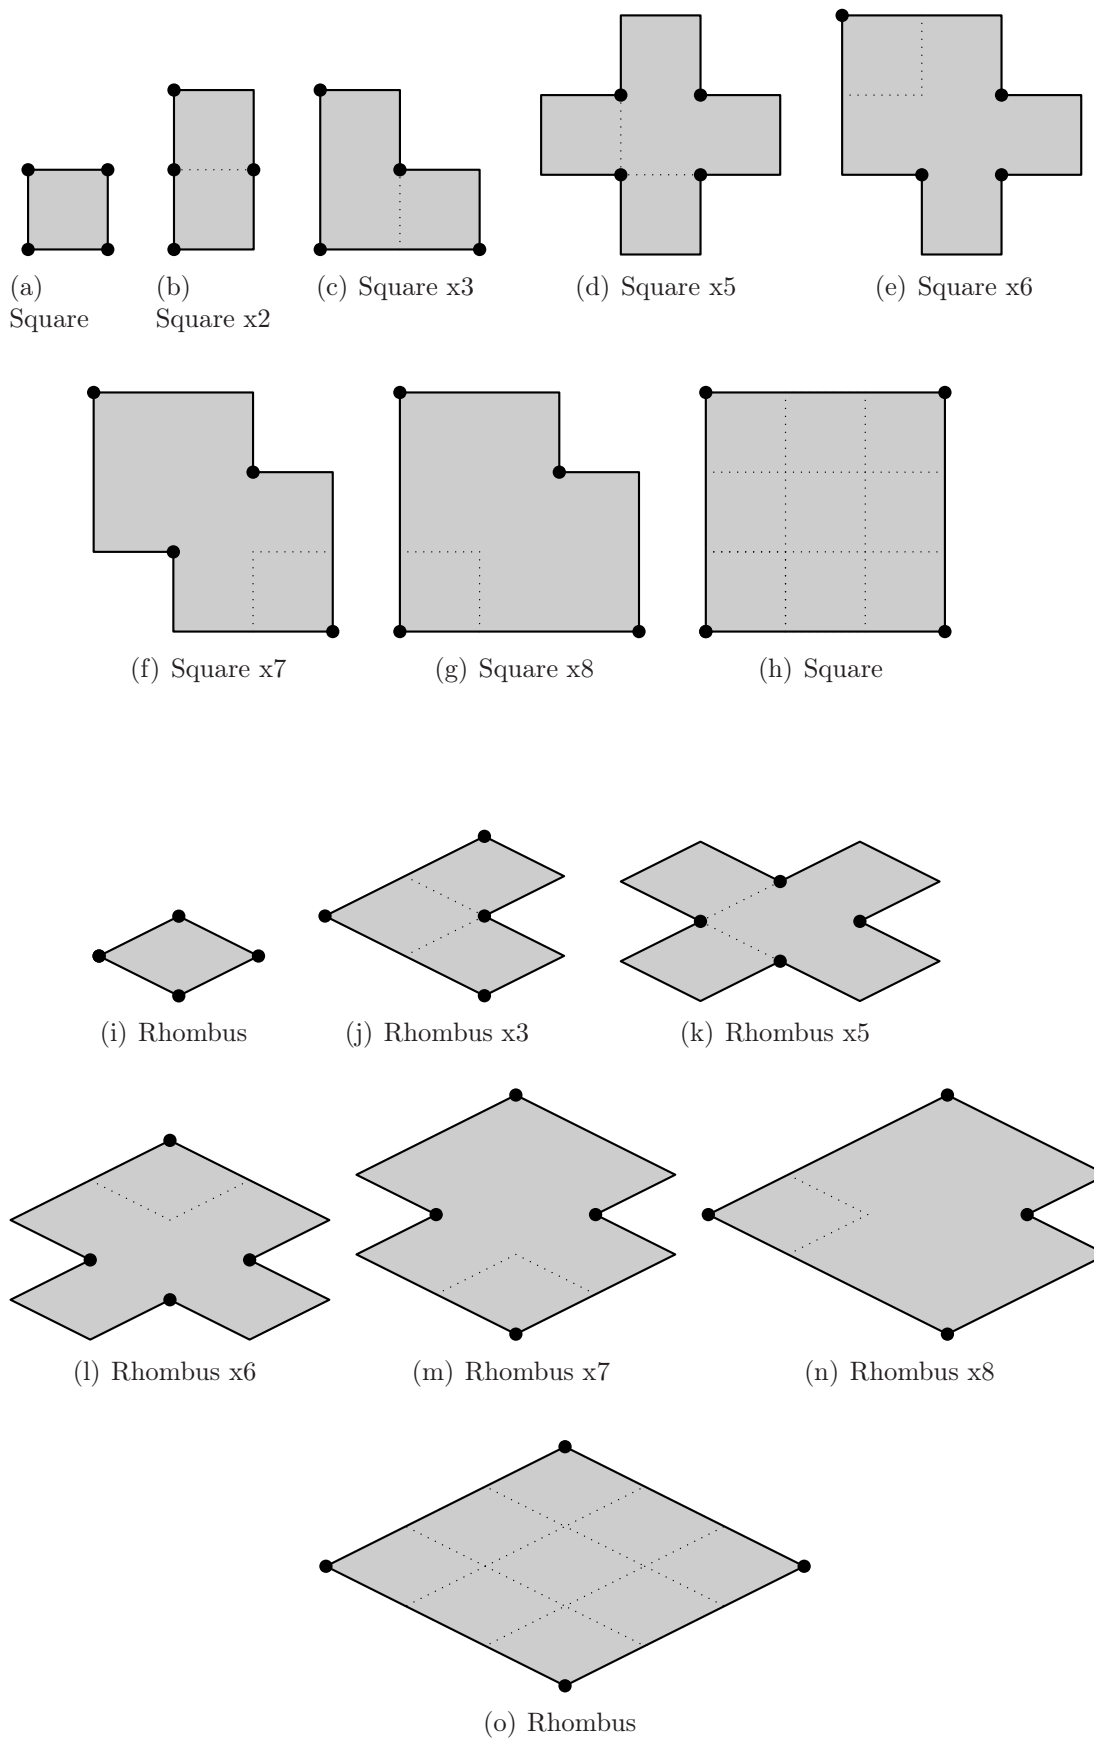 (a)
Square
(b)
Square x2
(c) Square x3
(d) Square x5
(e) Square x6
(f) Square x7
(g) Square x8
(h) Square
(i) Rhombus
(j) Rhombus x3
(k) Rhombus x5
(l) Rhombus x6
(m) Rhombus x7
(n) Rhombus x8
(o) Rhombus